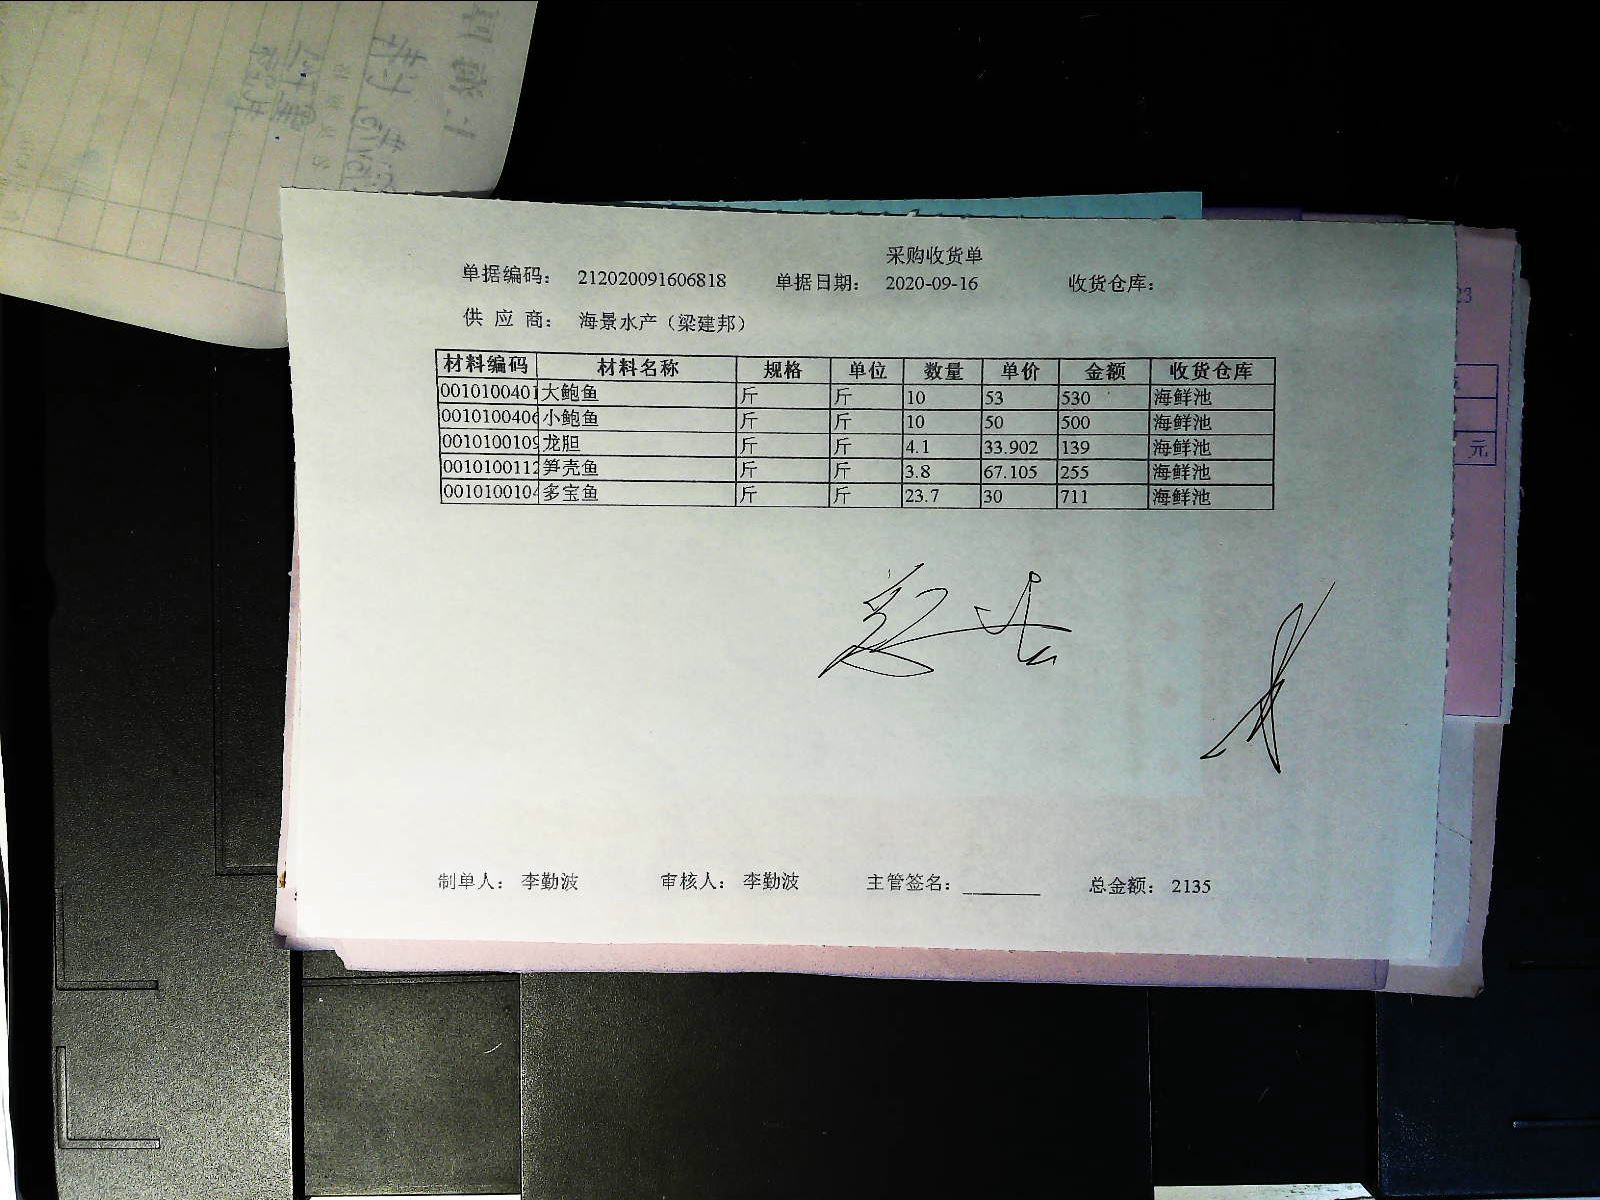 采购收货单
单据编码: 212020091606818 单据日期: 2020-09-16 收货仓库:
供 应 商: 海景水产（梁建邦）
材料编码 材料名称 规格 单位 数量 单价 金额 收货仓库
0010100401 大鲍鱼 斤 斤 10 53 530 海鲜池
0010100406 小鲍鱼 斤 斤 10 50 500 海鲜池
0010100109 龙胆 斤 斤 4.1 33.902 139 海鲜池
0010100112 笋壳鱼 斤 斤 3.8 67.105 255 海鲜池
0010100104 多宝鱼 斤 斤 23.7 30 711 海鲜池
制单人: 李勤波 审核人: 李勤波 主管签名: 总金额: 2135
23
元